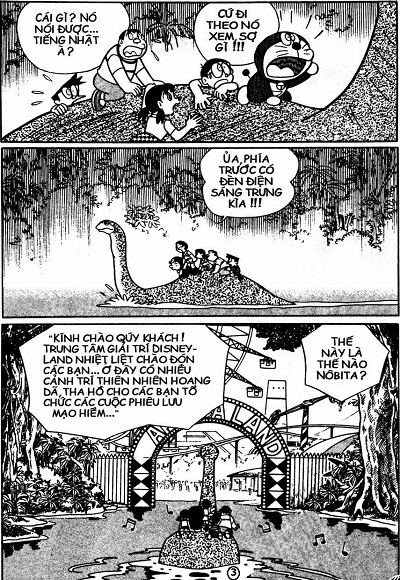 CÁI GÌ? NÓ
NÓI ĐƯỢC...
TIẾNG NHẬT
À?
CỨ ĐI
THEO NÓ
XEM, SỢ
GÌ!!!
ỦA, PHÍA
TRƯỚC CÓ
ĐÈN ĐIỆN
SÁNG TRƯNG
KÌA!!!
"KÍNH CHÀO QÚY KHÁCH!
TRUNG TÂM GIẢI TRÍ DISNEY-
LAND NHIỆT LIỆT CHÀO ĐÓN
CÁC BẠN... Ở ĐÂY CÓ NHIỀU
CẢNH TRÍ THIÊN NHIÊN HOANG
DÃ, THA HỒ CHO CÁC BẠN TỔ
CHỨC CÁC CUỘC PHIÊU LƯU
MẠO HIỂM..."
THẾ
NÀY LÀ
THẾ NÀO
NÔBITA?
LAND
3